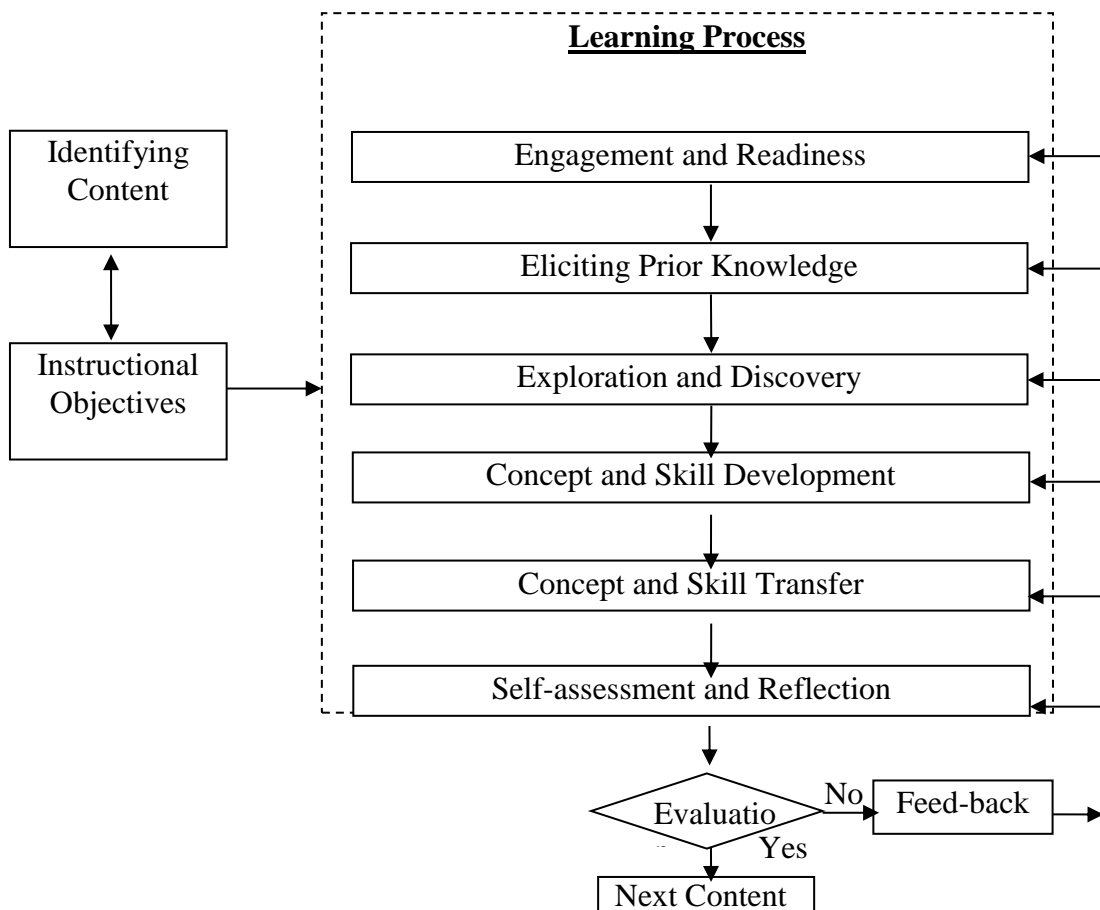 Learning Process
Identifying
Content
Engagement and Readiness
Eliciting Prior Knowledge
Instructional
Objectives
Exploration and Discovery
Concept and Skill Development
Concept and Skill Transfer
Self-assessment and Reflection
No
Feed-back
Evaluatio
Yes
Next Content